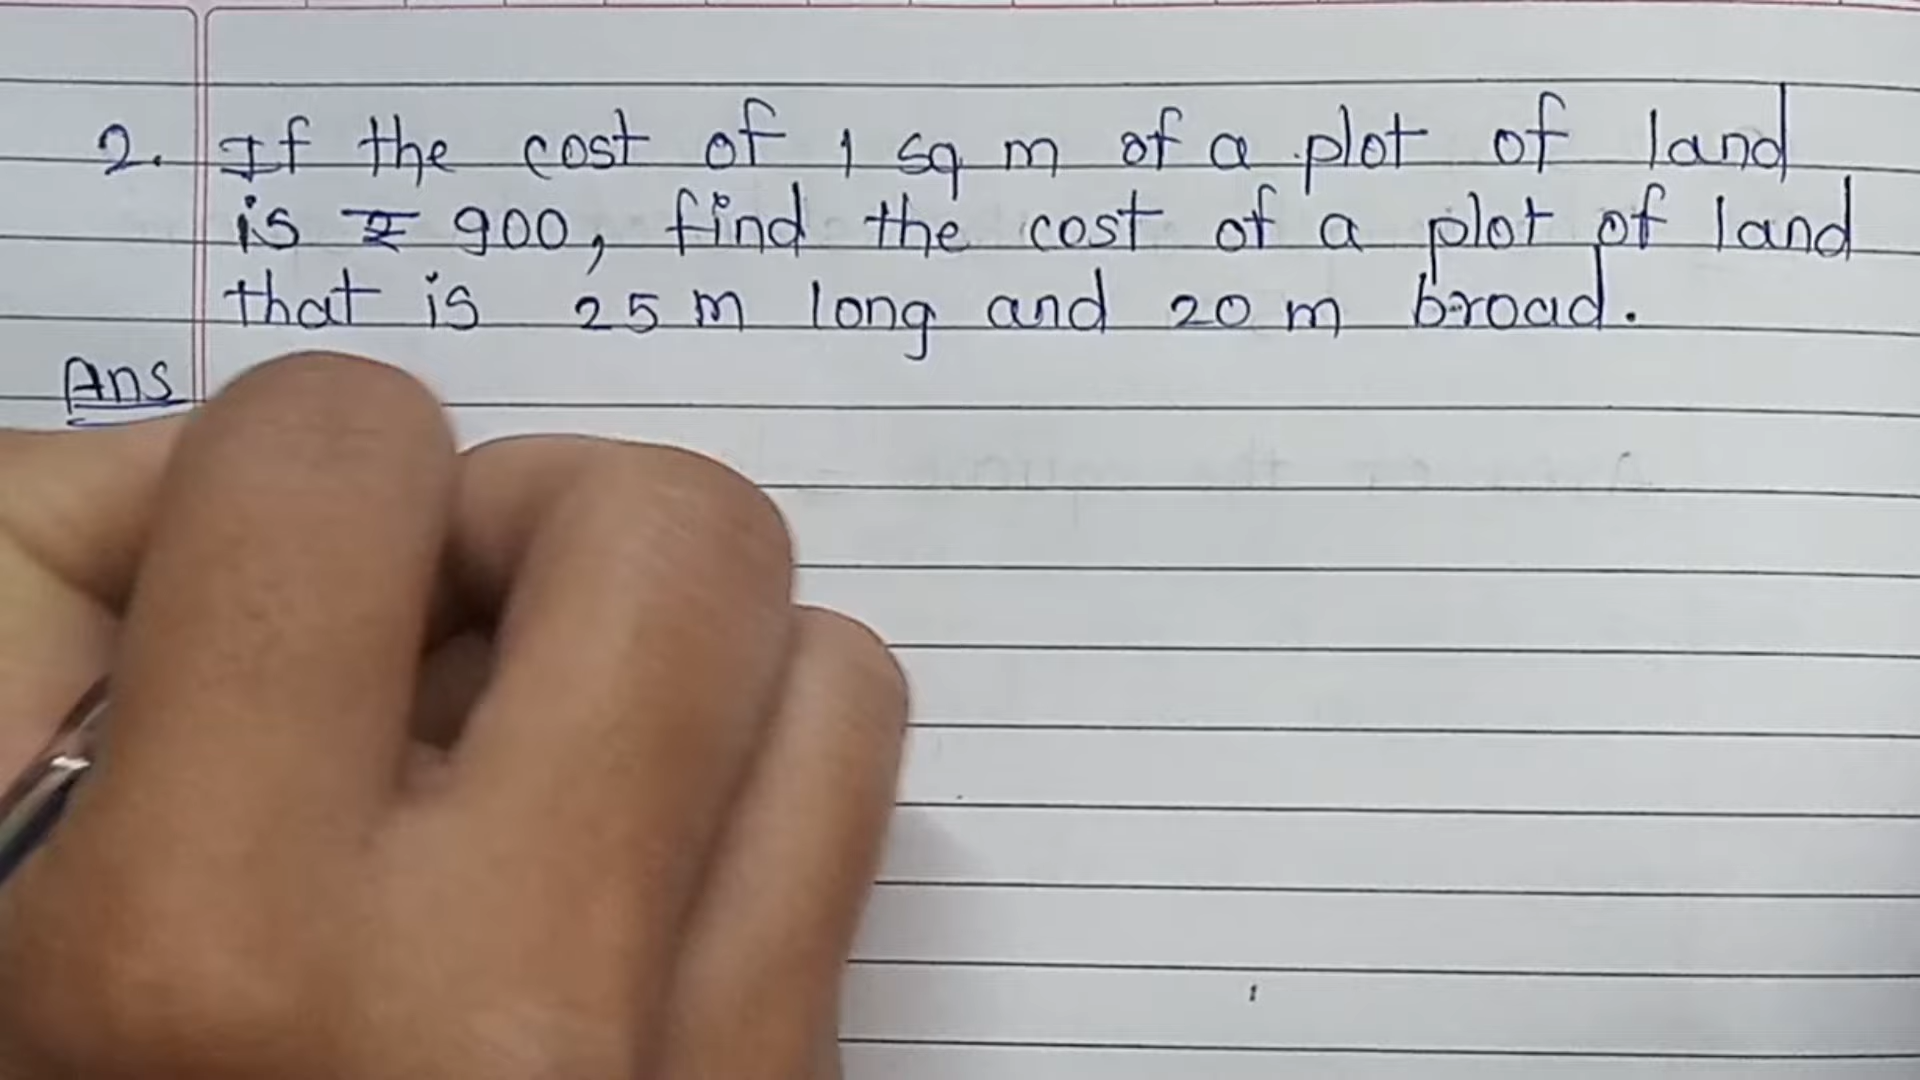 2. If the cost of 1 sq m of a plot of land
is ₹ 900, find the cost of a plot of land
that is 25 m long and 20 m broad.
Ans